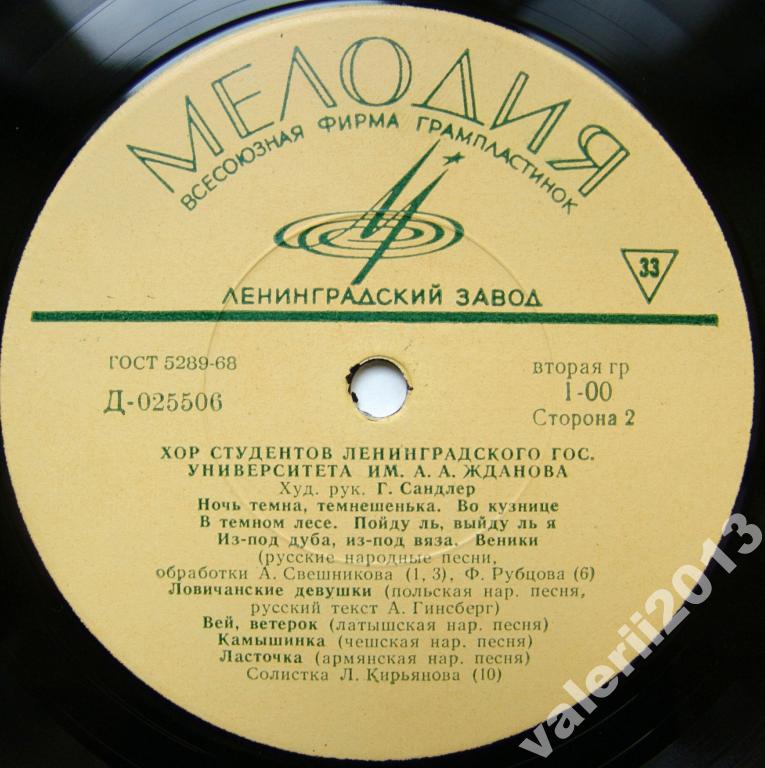 МЕЛОДИЯ
ВСЕСОЮЗНАЯ ФИРМА ГРАМПЛАСТИНОК
33
ЛЕНИНГРАДСКИЙ ЗАВОД
ГОСТ 5289-68
Д-025506
вторая гр
1-00
Сторона 2
ХОР СТУДЕНТОВ ЛЕНИНГРАДСКОГО ГОС.
УНИВЕРСИТЕТА ИМ. А. А. ЖДАНОВА
Худ. рук. Г. Сандлер
Ночь темна, темнешенька. Во кузнице
В темном лесе. Пойду ль, выйду ль я
Из-под дуба, из-под вяза. Веники
(русские народные песни,
обработки А. Свешникова (1, 3), Ф. Рубцова (6)
Ловичанские девушки (польская нар. песня,
русский текст А. Гинсберг)
Вей, ветерок (латышская нар. песня)
Камышинка (чешская нар. песня)
Ласточка (армянская нар. песня)
Солистка Л. Кирьянова (10)
valerii2013